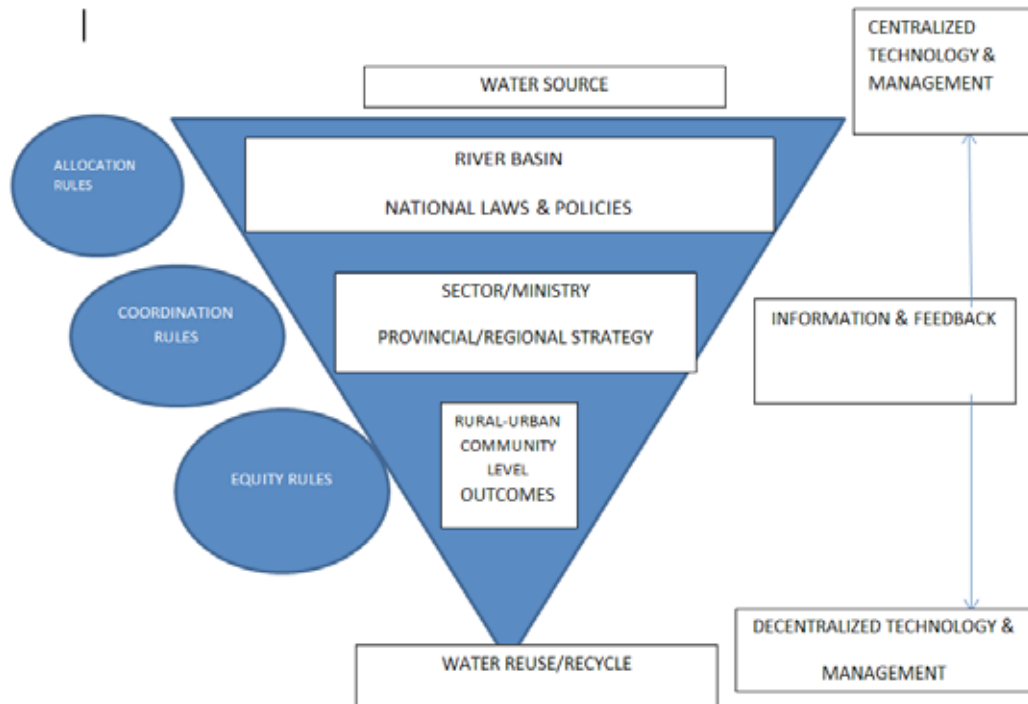 CENTRALIZED
TECHNOLOGY &
MANAGEMENT
WATER SOURCE
ALLOCATION
RULES
RIVER BASIN
NATIONAL LAWS & POLICIES
COORDINATION
RULES
SECTOR/MINISTRY
PROVINCIAL/REGIONAL STRATEGY
INFORMATION & FEEDBACK
EQUITY RULES
RURAL-URBAN
COMMUNITY
LEVEL
OUTCOMES
WATER REUSE/RECYCLE
DECENTRALIZED TECHNOLOGY &
MANAGEMENT